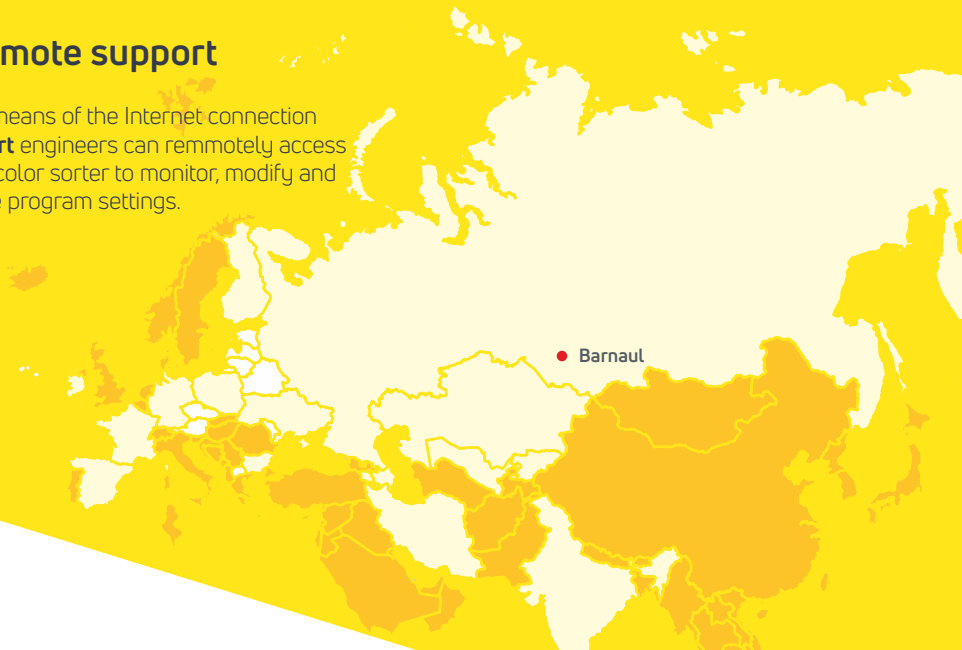 mote support
means of the Internet connection
rt engineers can remmotely access
color sorter to monitor, modify and
e program settings.
Barnaul